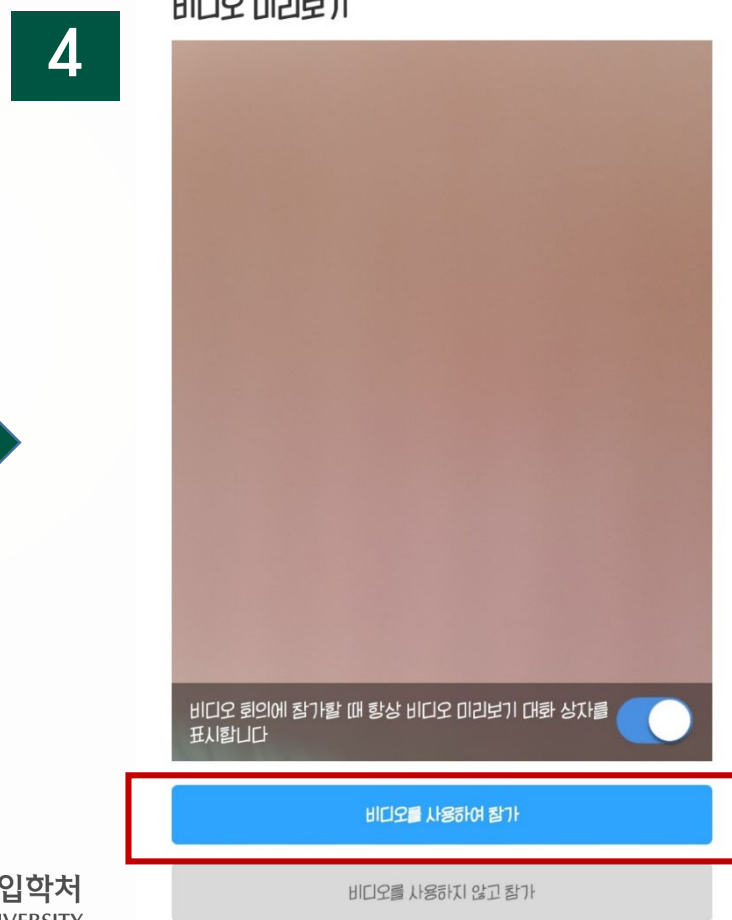 4
비디오 미리보기
비디오 회의에 참가할 때 항상 비디오 미리보기 대화 상자를
표시합니다
비디오를 사용하여 참가
비디오를 사용하지 않고 참가
입학처